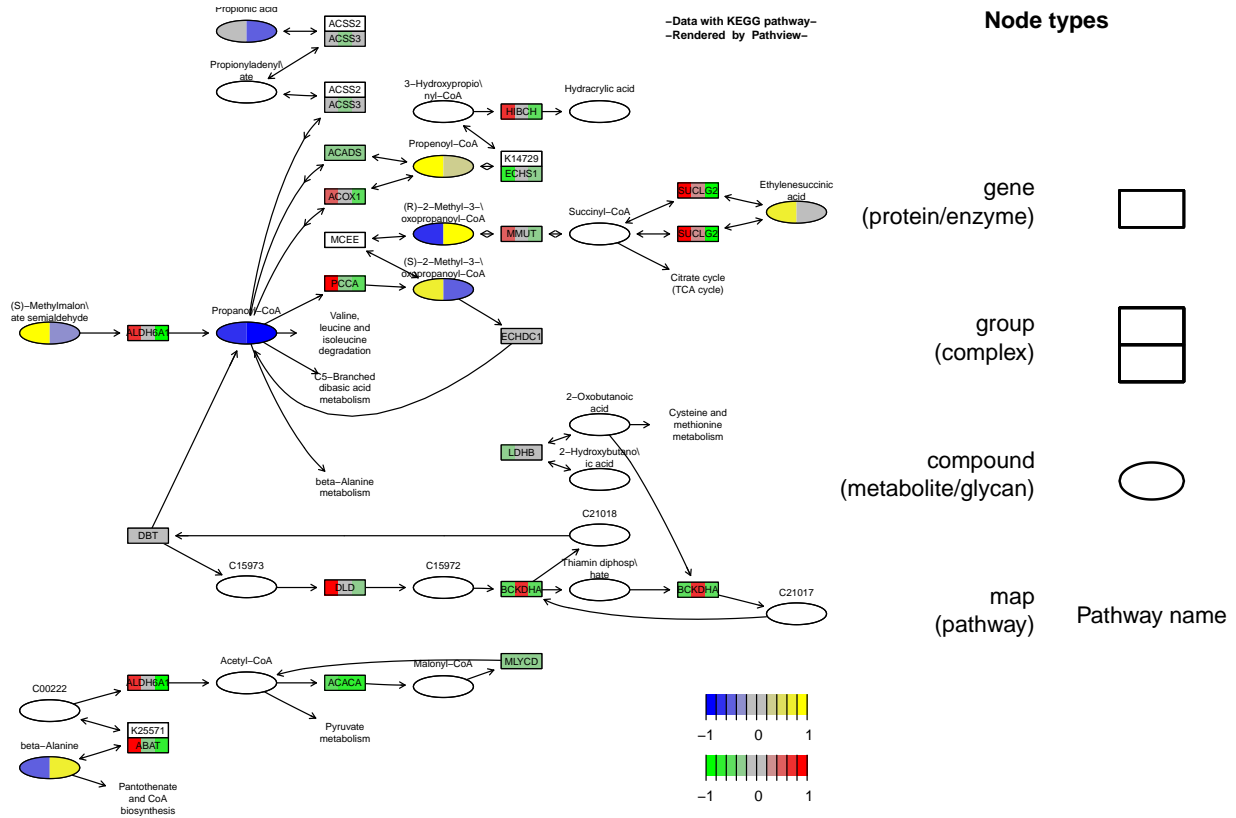 Propionic acid
ACSS2
ACSS3
−Data with KEGG pathway−
−Rendered by Pathview−
Node types
Propionyladenyl\
ate
ACSS2
ACSS3
3−Hydroxypropio\
nyl−CoA
HIBCH
Hydracrylic acid
ACADS
Propenoyl−CoA
K14729
ECHS1
ACOX1
SUCLG2
Ethylenesuccinic
acid
gene
(protein/enzyme)
(R)−2−Methyl−3−\
oxopropanoyl−CoA
Succinyl−CoA
MCEE
MMUT
SUCLG2
(S)−2−Methyl−3−\
oxopropanoyl−CoA
Citrate cycle
(TCA cycle)
PCCA
(S)−Methylmalon\
ate semialdehyde
ALDH6A1
Propanoyl−CoA
Valine,
leucine and
isoleucine
degradation
ECHDC1
group
(complex)
C5−Branched
dibasic acid
metabolism
2−Oxobutanoic
acid
Cysteine and
methionine
metabolism
LDHB
2−Hydroxybutano\
ic acid
compound
(metabolite/glycan)
beta−Alanine
metabolism
DBT
C21018
C15973
DLD
C15972
BCKDHA
Thiamin diphosp\
hate
BCKDHA
C21017
map
(pathway)
Pathway name
MLYCD
Acetyl−CoA
Malonyl−CoA
C00222
ALDH6A1
ACACA
K25571
ABAT
Pyruvate
metabolism
beta−Alanine
Pantothenate
and CoA
biosynthesis
−1
0
1
−1
0
1